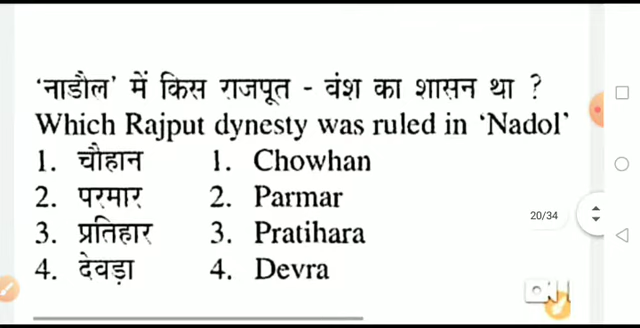 ‘नाडौल’ में किस राजपूत - वंश का शासन था ?
Which Rajput dynesty was ruled in ‘Nadol’
1. चौहान 1. Chowhan
2. परमार 2. Parmar
3. प्रतिहार 3. Pratihara
4. देवड़ा 4. Devra
20/34